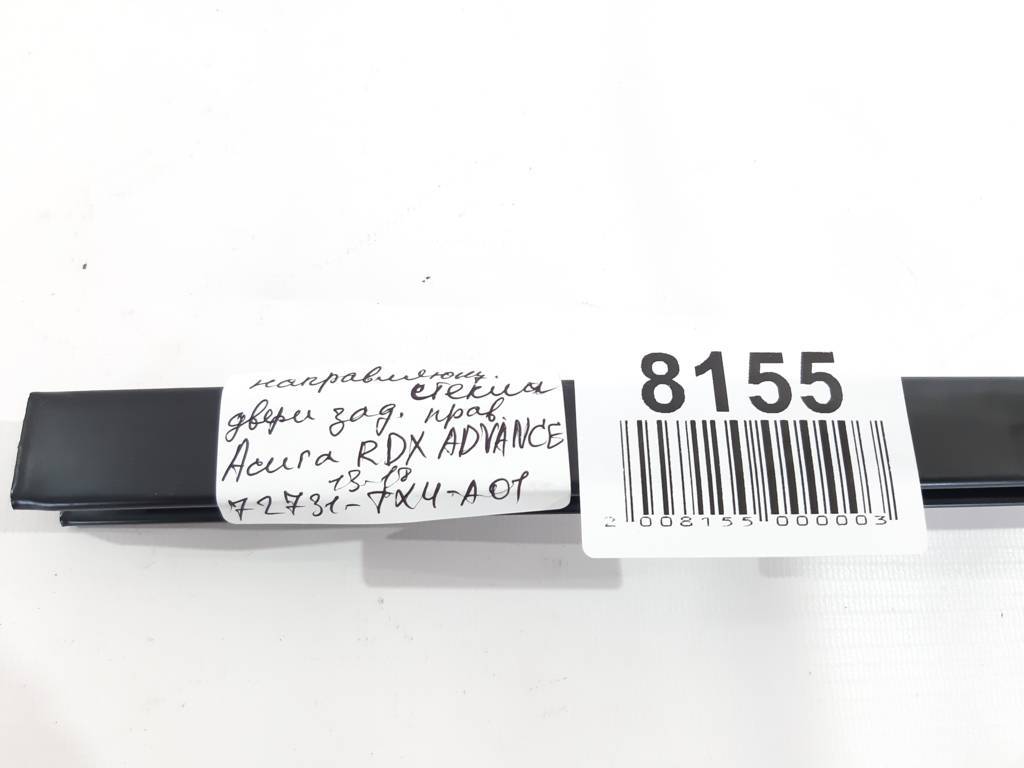 направляющ.
стекла
двери зад. прав.
Acura RDX ADVANCE
13-18
72731-TX4-A01
8155
2 008155 000003